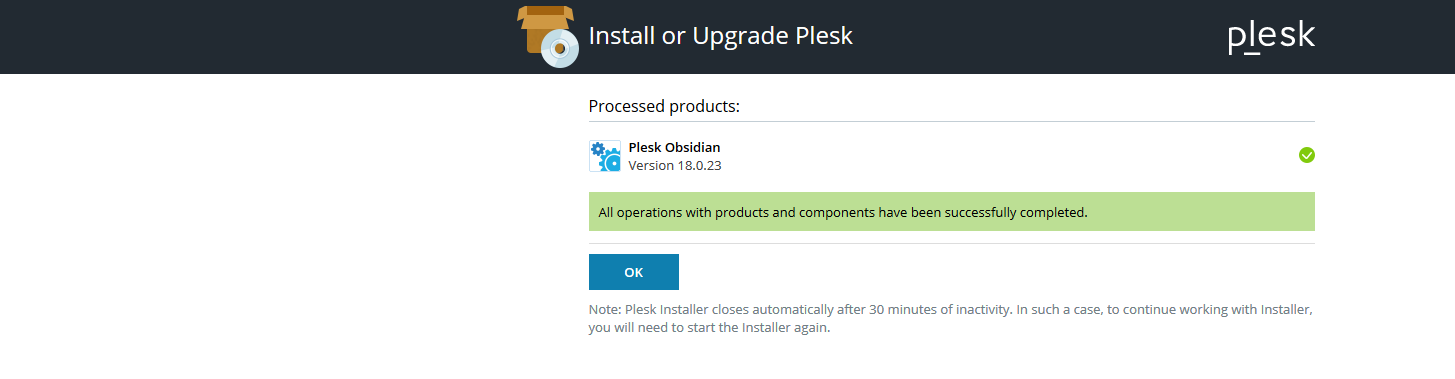 Install or Upgrade Plesk
plesk
Processed products:
Plesk Obsidian
Version 18.0.23
All operations with products and components have been successfully completed.
OK
Note: Plesk Installer closes automatically after 30 minutes of inactivity. In such a case, to continue working with Installer,
you will need to start the Installer again.